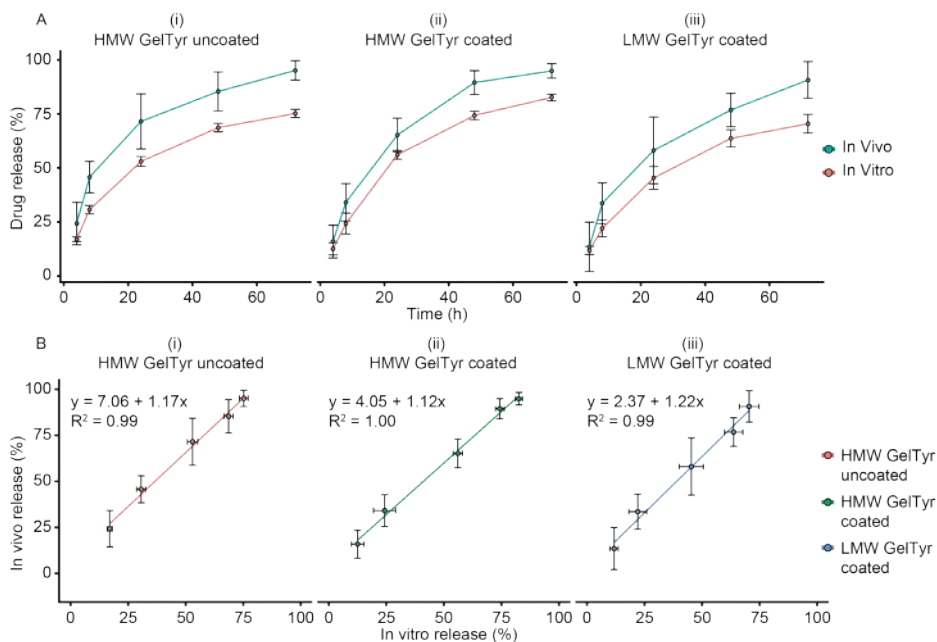 A
(i)
HMW GelTyr uncoated
(ii)
HMW GelTyr coated
(iii)
LMW GelTyr coated
Drug release (%)
100
75
50
25
0
0 20 40 60
0 20 40 60
0 20 40 60
Time (h)
In Vivo
In Vitro
B
(i)
HMW GelTyr uncoated
(ii)
HMW GelTyr coated
(iii)
LMW GelTyr coated
In vivo release (%)
100
75
50
25
0
y = 7.06 + 1.17x
R² = 0.99
y = 4.05 + 1.12x
R² = 1.00
y = 2.37 + 1.22x
R² = 0.99
0 25 50 75 100
0 25 50 75 100
0 25 50 75 100
In vitro release (%)
HMW GelTyr
uncoated
HMW GelTyr
coated
LMW GelTyr
coated